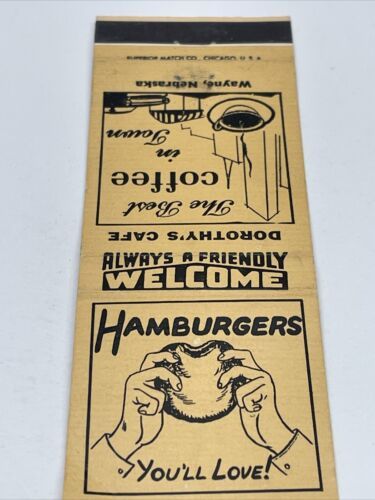 SUPERIOR MATCH CO., CHICAGO, U.S.A.
Wayne, Nebraska
The Best
coffee
in
Town
DOROTHY'S CAFE
ALWAYS A FRIENDLY
WELCOME
HAMBURGERS
YOU'LL LOVE!